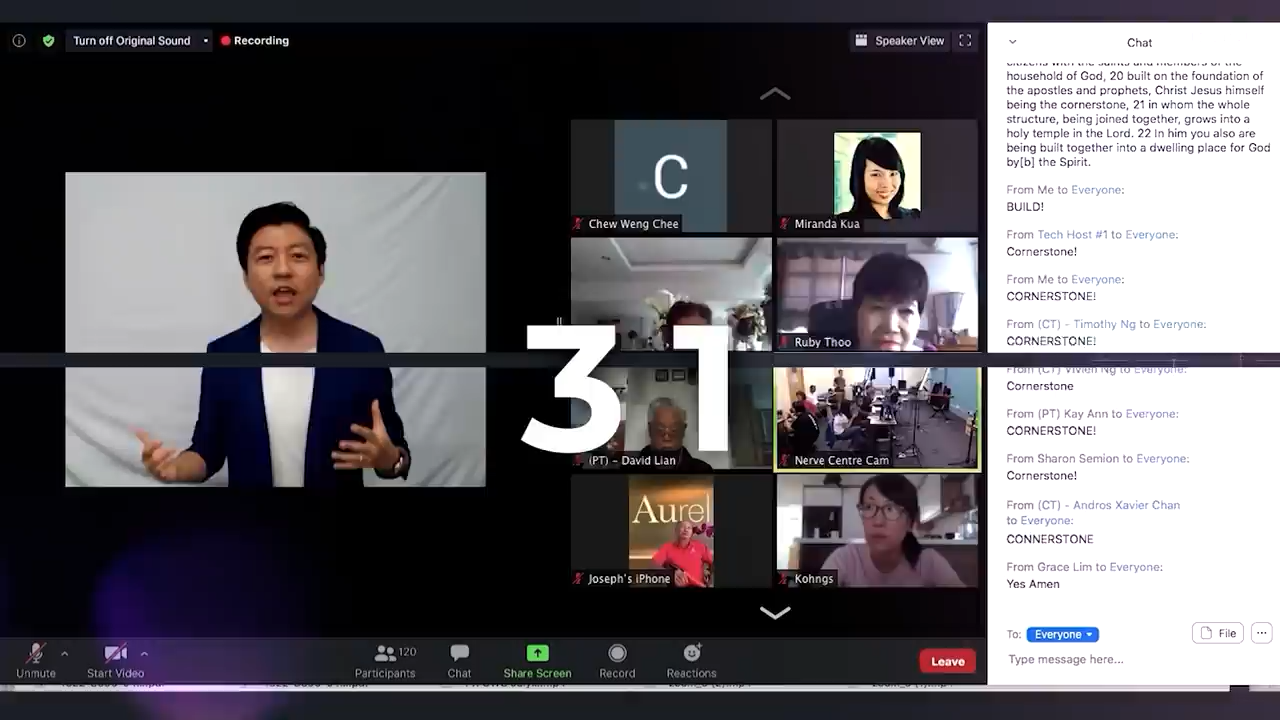 Turn off Original Sound
Recording
Speaker View
Chew Weng Chee
Miranda Kua
Ruby Thoo
31
(PT) - David Lian
Nerve Centre Cam
Aurel
Joseph's iPhone
Kohngs
Chat
citizens with the saints and members of the
household of God, 20 built on the foundation of
the apostles and prophets, Christ Jesus himself
being the cornerstone, 21 in whom the whole
structure, being joined together, grows into a
holy temple in the Lord. 22 In him you also are
being built together into a dwelling place for God
by[b] the Spirit.
From Me to Everyone:
BUILD!
From Tech Host #1 to Everyone:
Cornerstone!
From Me to Everyone:
CORNERSTONE!
From (CT) - Timothy Ng to Everyone:
CORNERSTONE!
From (CT) Vivien Ng to Everyone:
Cornerstone
From (PT) Kay Ann to Everyone:
CORNERSTONE!
From Sharon Semion to Everyone:
Cornerstone!
From (CT) - Andros Xavier Chan
to Everyone:
CONNERSTONE
From Grace Lim to Everyone:
Yes Amen
To: Everyone
File
Type message here...
Unmute
Start Video
120
Participants
Chat
Share Screen
Record
Reactions
Leave
C